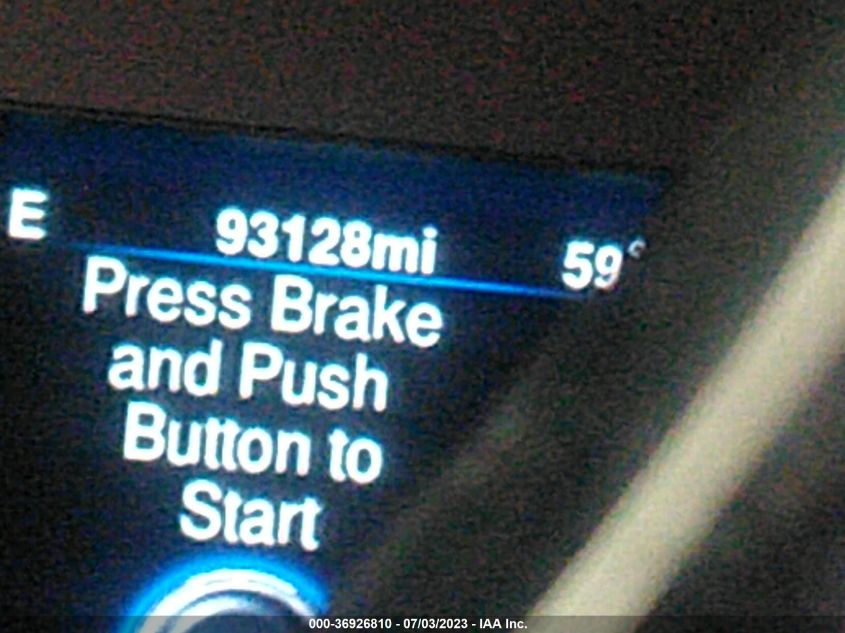 E 93128mi 59°
Press Brake
and Push
Button to
Start
000-36926810 - 07/03/2023 - IAA Inc.